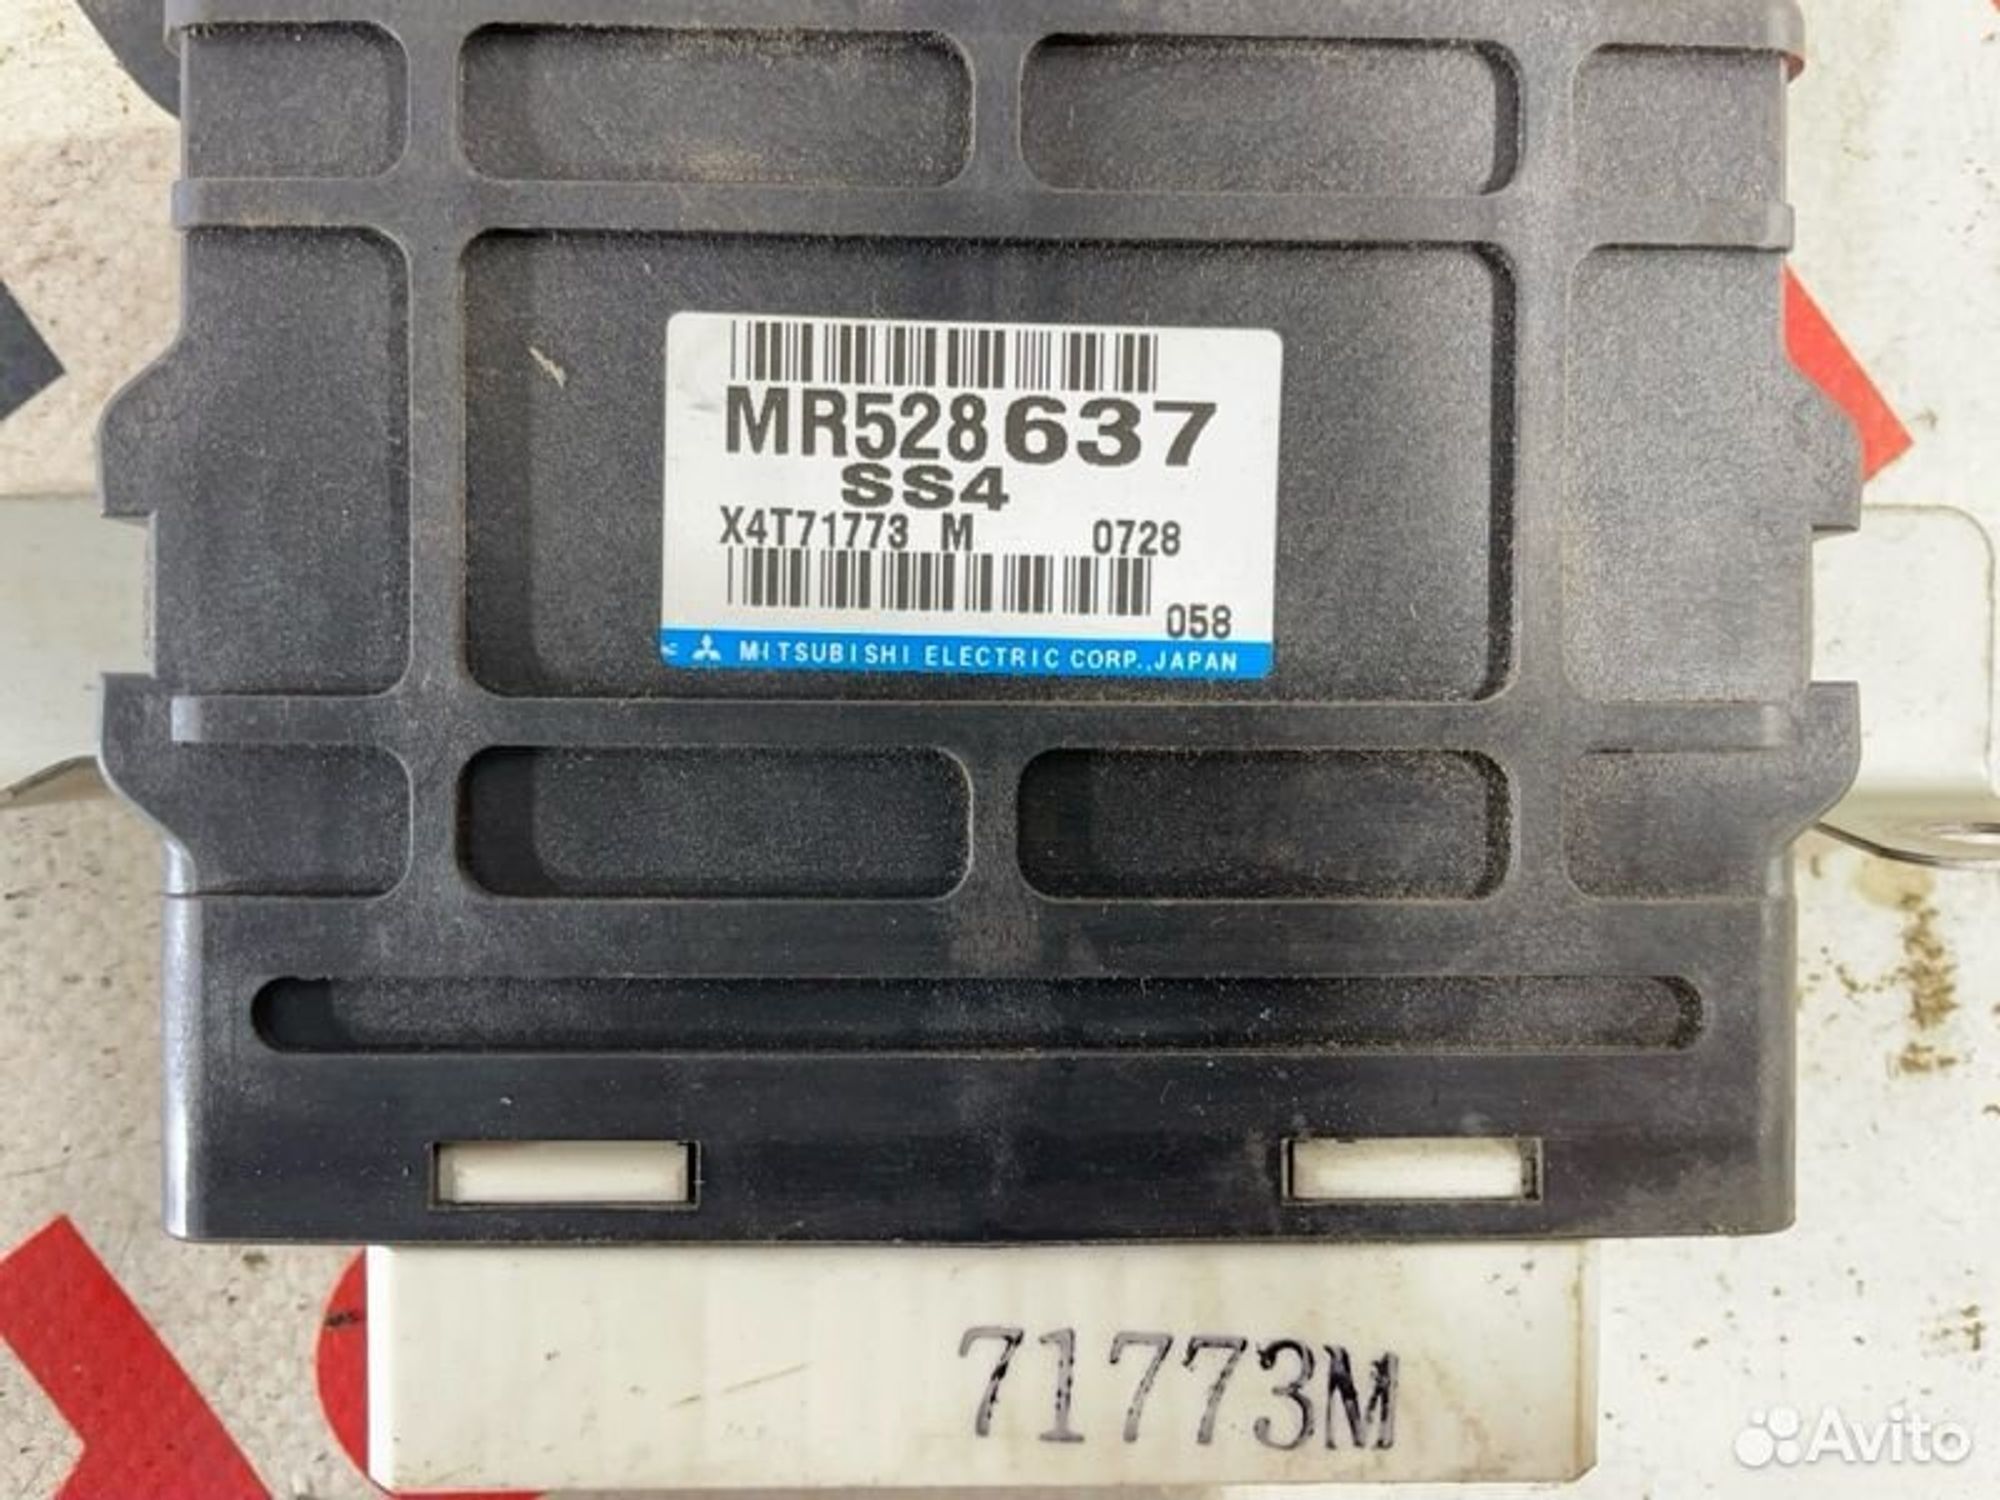 MR528637
SS4
X4T71773 M 0728
058
MITSUBISHI ELECTRIC CORP.,JAPAN
71773M
Avito